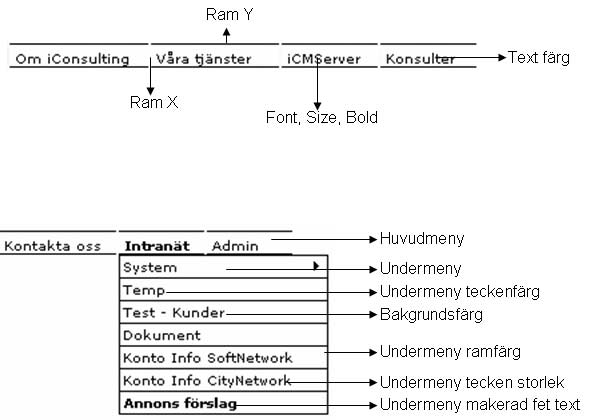 Ram Y
Om iConsulting Våra tjänster iCMServer Konsulter Text färg
Ram X
Font, Size, Bold
Kontakta oss Intranät Admin Huvudmeny
System Undermeny
Temp Undermeny teckenfärg
Test - Kunder Bakgrundsfärg
Dokument
Konto Info SoftNetwork Undermeny ramfärg
Konto Info CityNetwork Undermeny tecken storlek
Annons förslag Undermeny makerad fet text